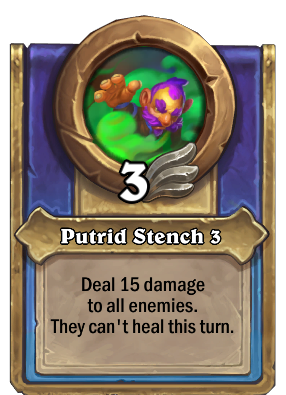 3
Putrid Stench 3
Deal 15 damage
to all enemies.
They can't heal this turn.